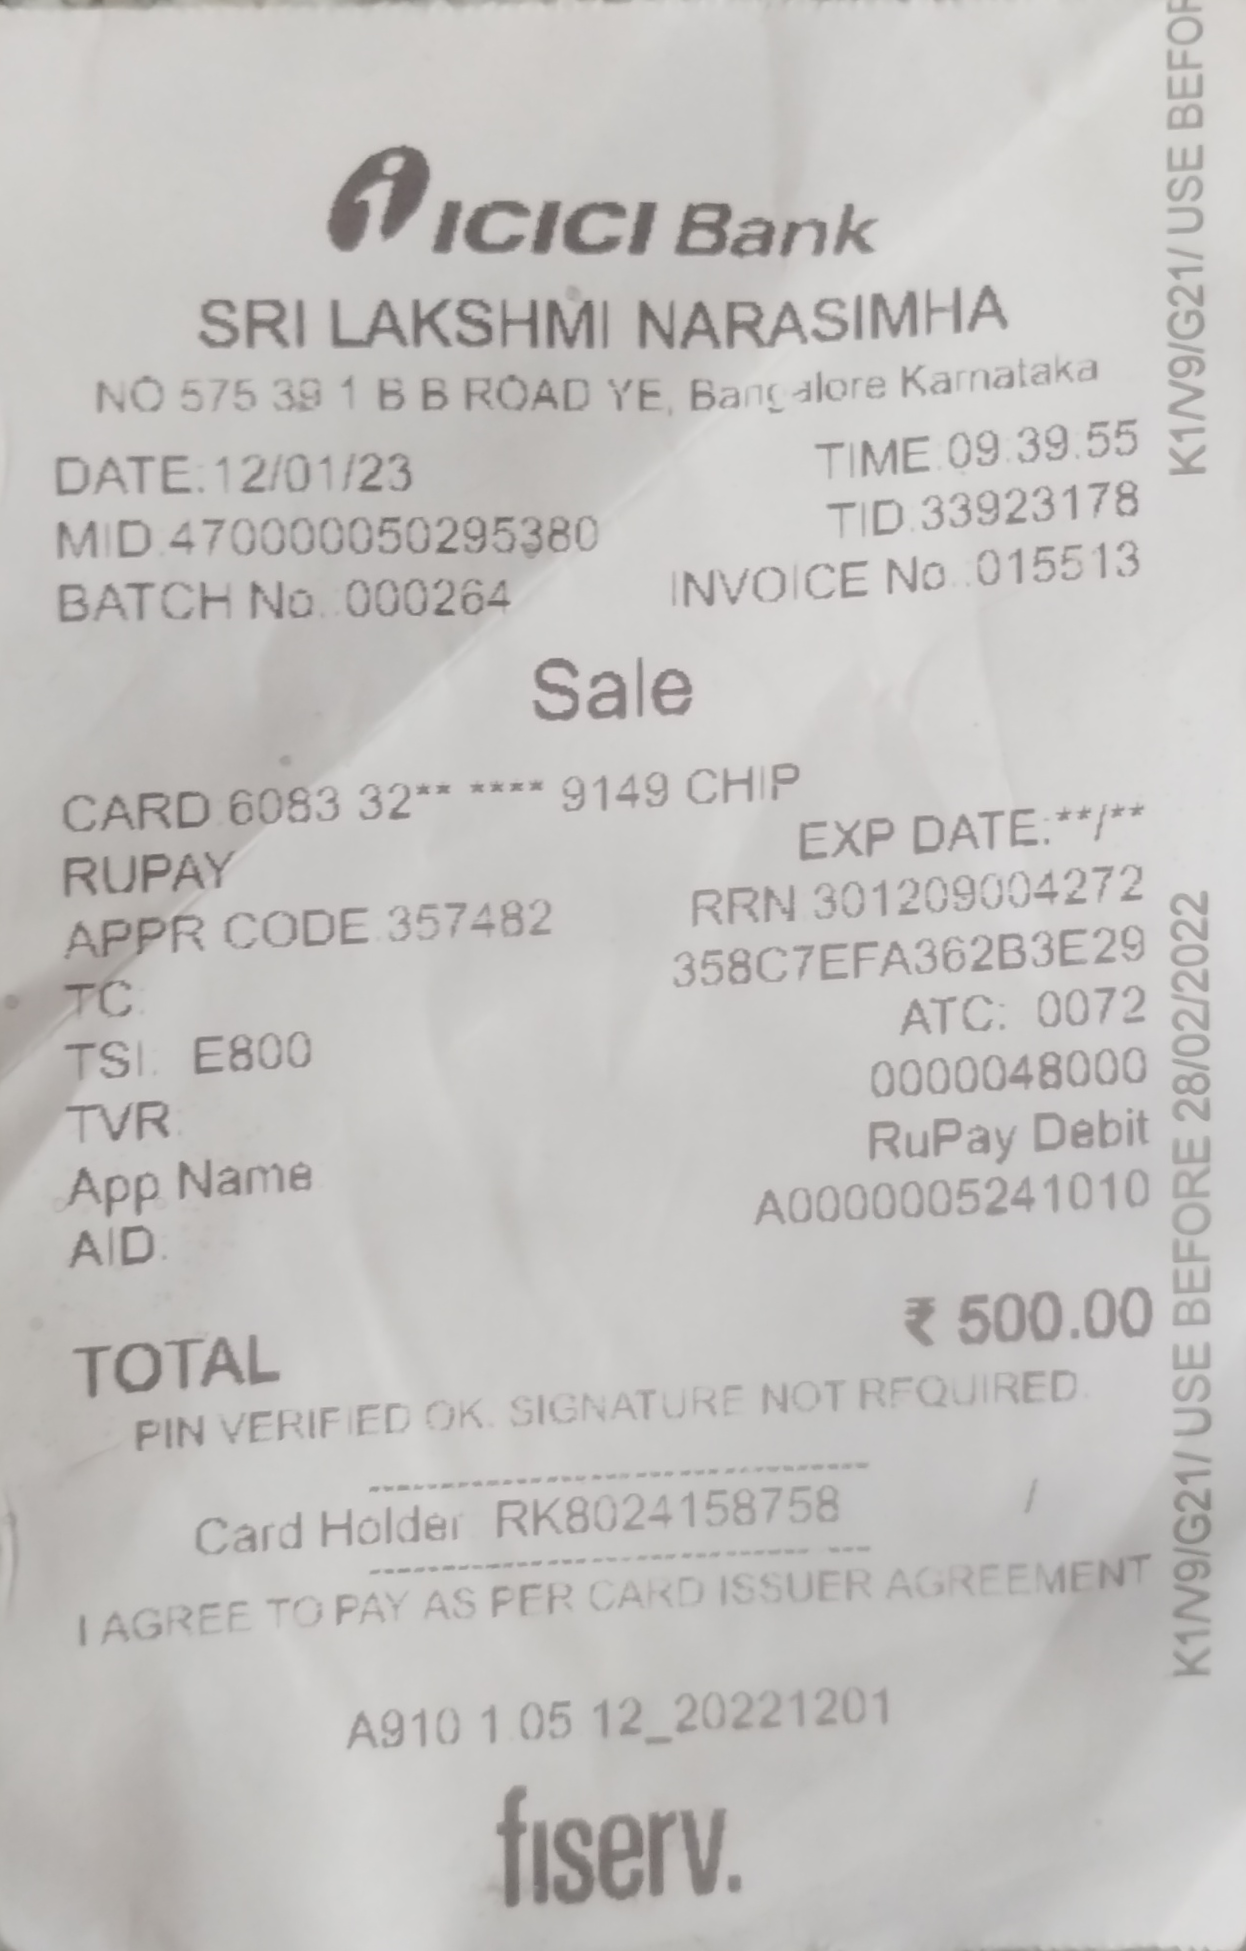 ICICI Bank
SRI LAKSHMI NARASIMHA
NO 575 39 1 B B ROAD YE, Bangalore Karnataka
DATE:12/01/23 TIME:09:39:55
MID:470000050295380 TID:33923178
BATCH No.:000264 INVOICE No.:015513
Sale
CARD:6083 32** **** 9149 CHIP
RUPAY EXP DATE:**/**
APPR CODE:357482 RRN:301209004272
TC: 358C7EFA362B3E29
TSI: E800 ATC: 0072
TVR: 0000048000
App Name RuPay Debit
AID: A0000005241010
TOTAL ₹ 500.00
PIN VERIFIED OK. SIGNATURE NOT REQUIRED.
Card Holder RK8024158758 /
I AGREE TO PAY AS PER CARD ISSUER AGREEMENT
A910 1.05.12_20221201
fiserv.
K1/V9/G21/ USE BEFOR
K1/V9/G21/ USE BEFORE 28/02/2022